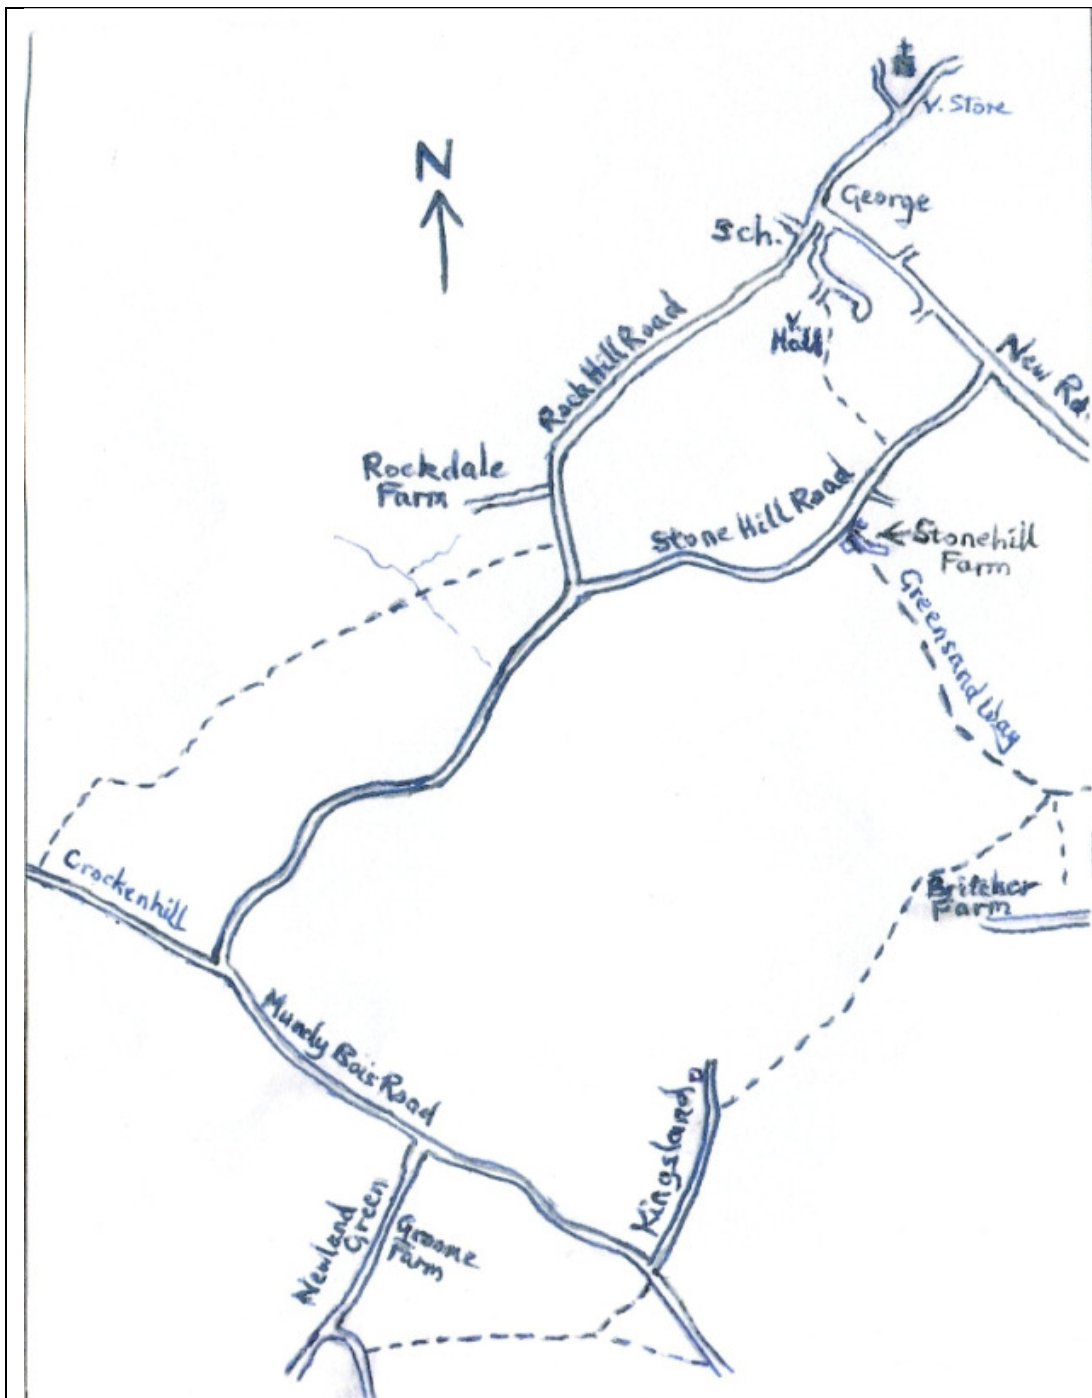 V. Store
N
George
Sch.
Rock Hill Road
V.
Hall
New Rd.
Rockdale
Farm
Stone Hill Road
Stonehill
Farm
Greensand Way
Crockenhill
Britcher
Farm
Mundy Bois Road
Kingsland
Newland
Green
Groome
Farm